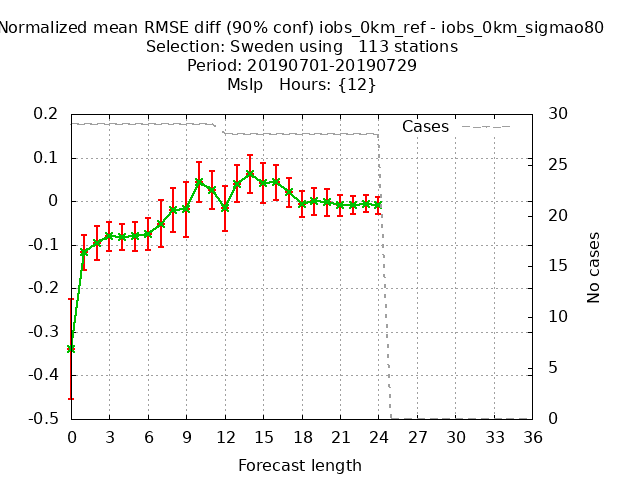 Normalized mean RMSE diff (90% conf) iobs_0km_ref - iobs_0km_sigmao80
Selection: Sweden using   113 stations
Period: 20190701-20190729
Mslp   Hours: {12}
Cases
0.2
0.1
0
-0.1
-0.2
-0.3
-0.4
-0.5
30
25
20
15
10
5
0
No cases
0 3 6 9 12 15 18 21 24 27 30 33 36
Forecast length